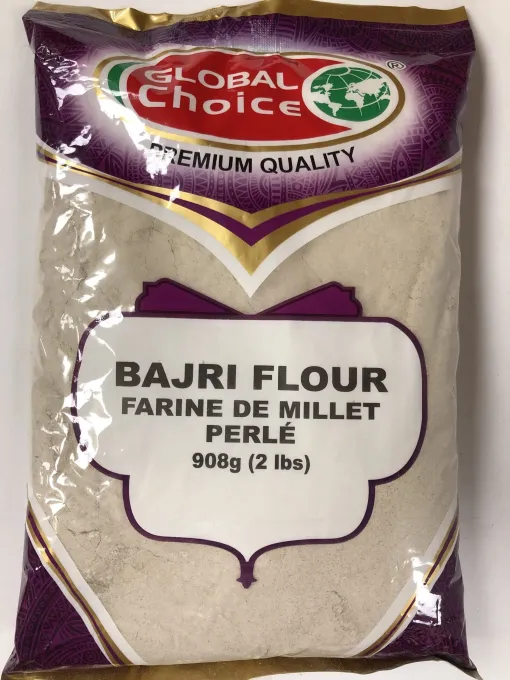 GLOBAL
Choice
®
PREMIUM QUALITY
BAJRI FLOUR
FARINE DE MILLET
PERLÉ
908g (2 lbs)